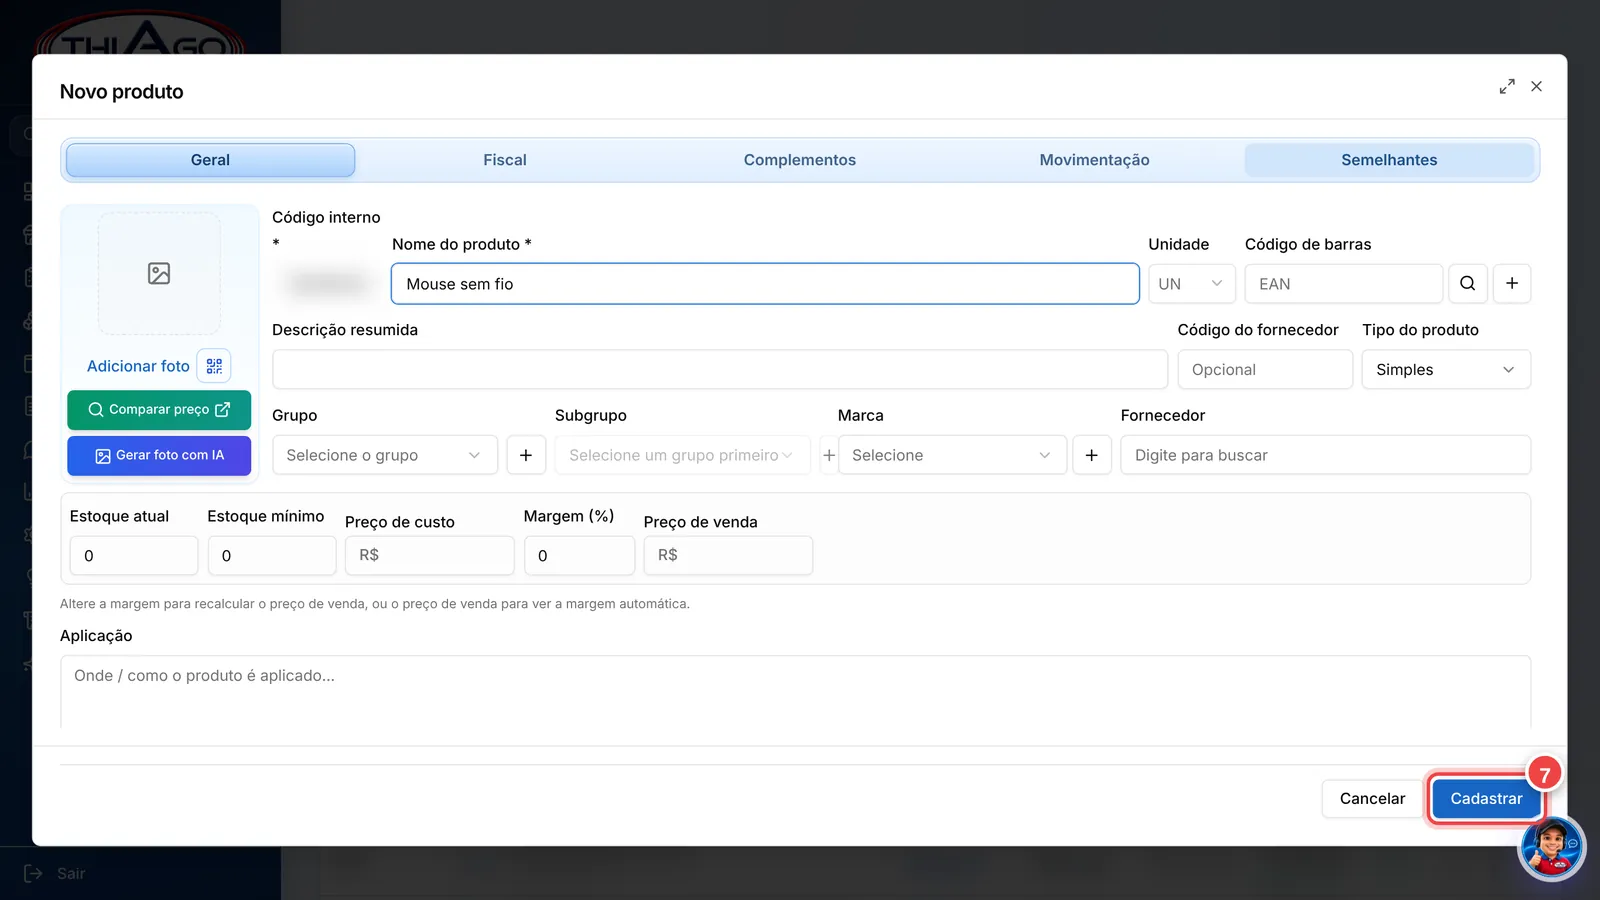 THIAGO
Novo produto
Geral
Fiscal
Complementos
Movimentação
Semelhantes
Código interno
*
Nome do produto *
Unidade
Código de barras
Mouse sem fio
UN
EAN
Adicionar foto
Descrição resumida
Código do fornecedor
Tipo do produto
Opcional
Simples
Comparar preço
Gerar foto com IA
Grupo
Subgrupo
Marca
Fornecedor
Selecione o grupo
Selecione um grupo primeiro
Selecione
Digite para buscar
Estoque atual
Estoque mínimo
Preço de custo
Margem (%)
Preço de venda
0
0
R$
0
R$
Altere a margem para recalcular o preço de venda, ou o preço de venda para ver a margem automática.
Aplicação
Onde / como o produto é aplicado...
7
Cancelar
Cadastrar
Sair